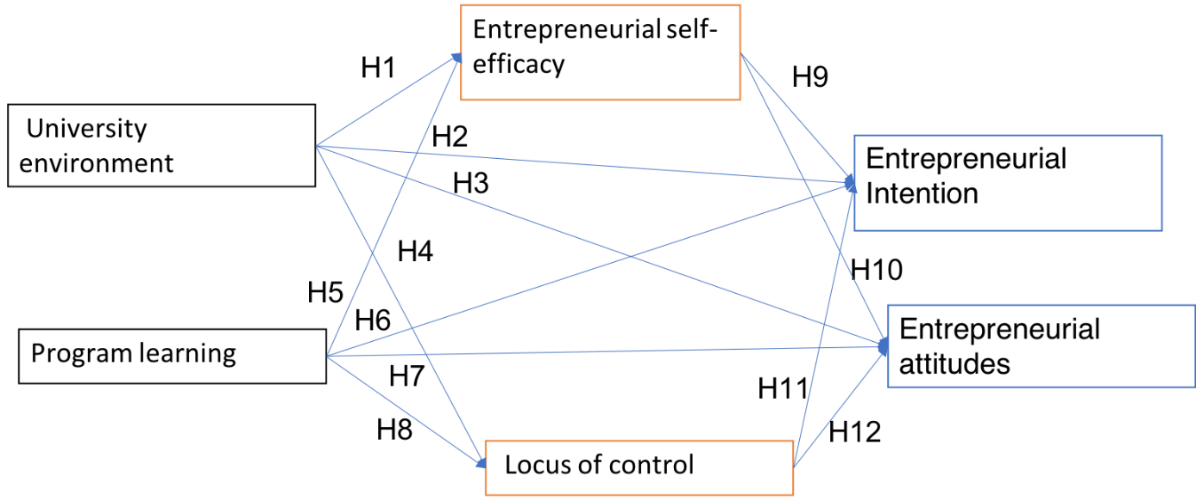 Entrepreneurial self-
efficacy
H1
H9
University
environment
H2
Entrepreneurial
Intention
H3
H4
H10
H5
H6
Entrepreneurial
attitudes
Program learning
H7
H11
H8
H12
Locus of control